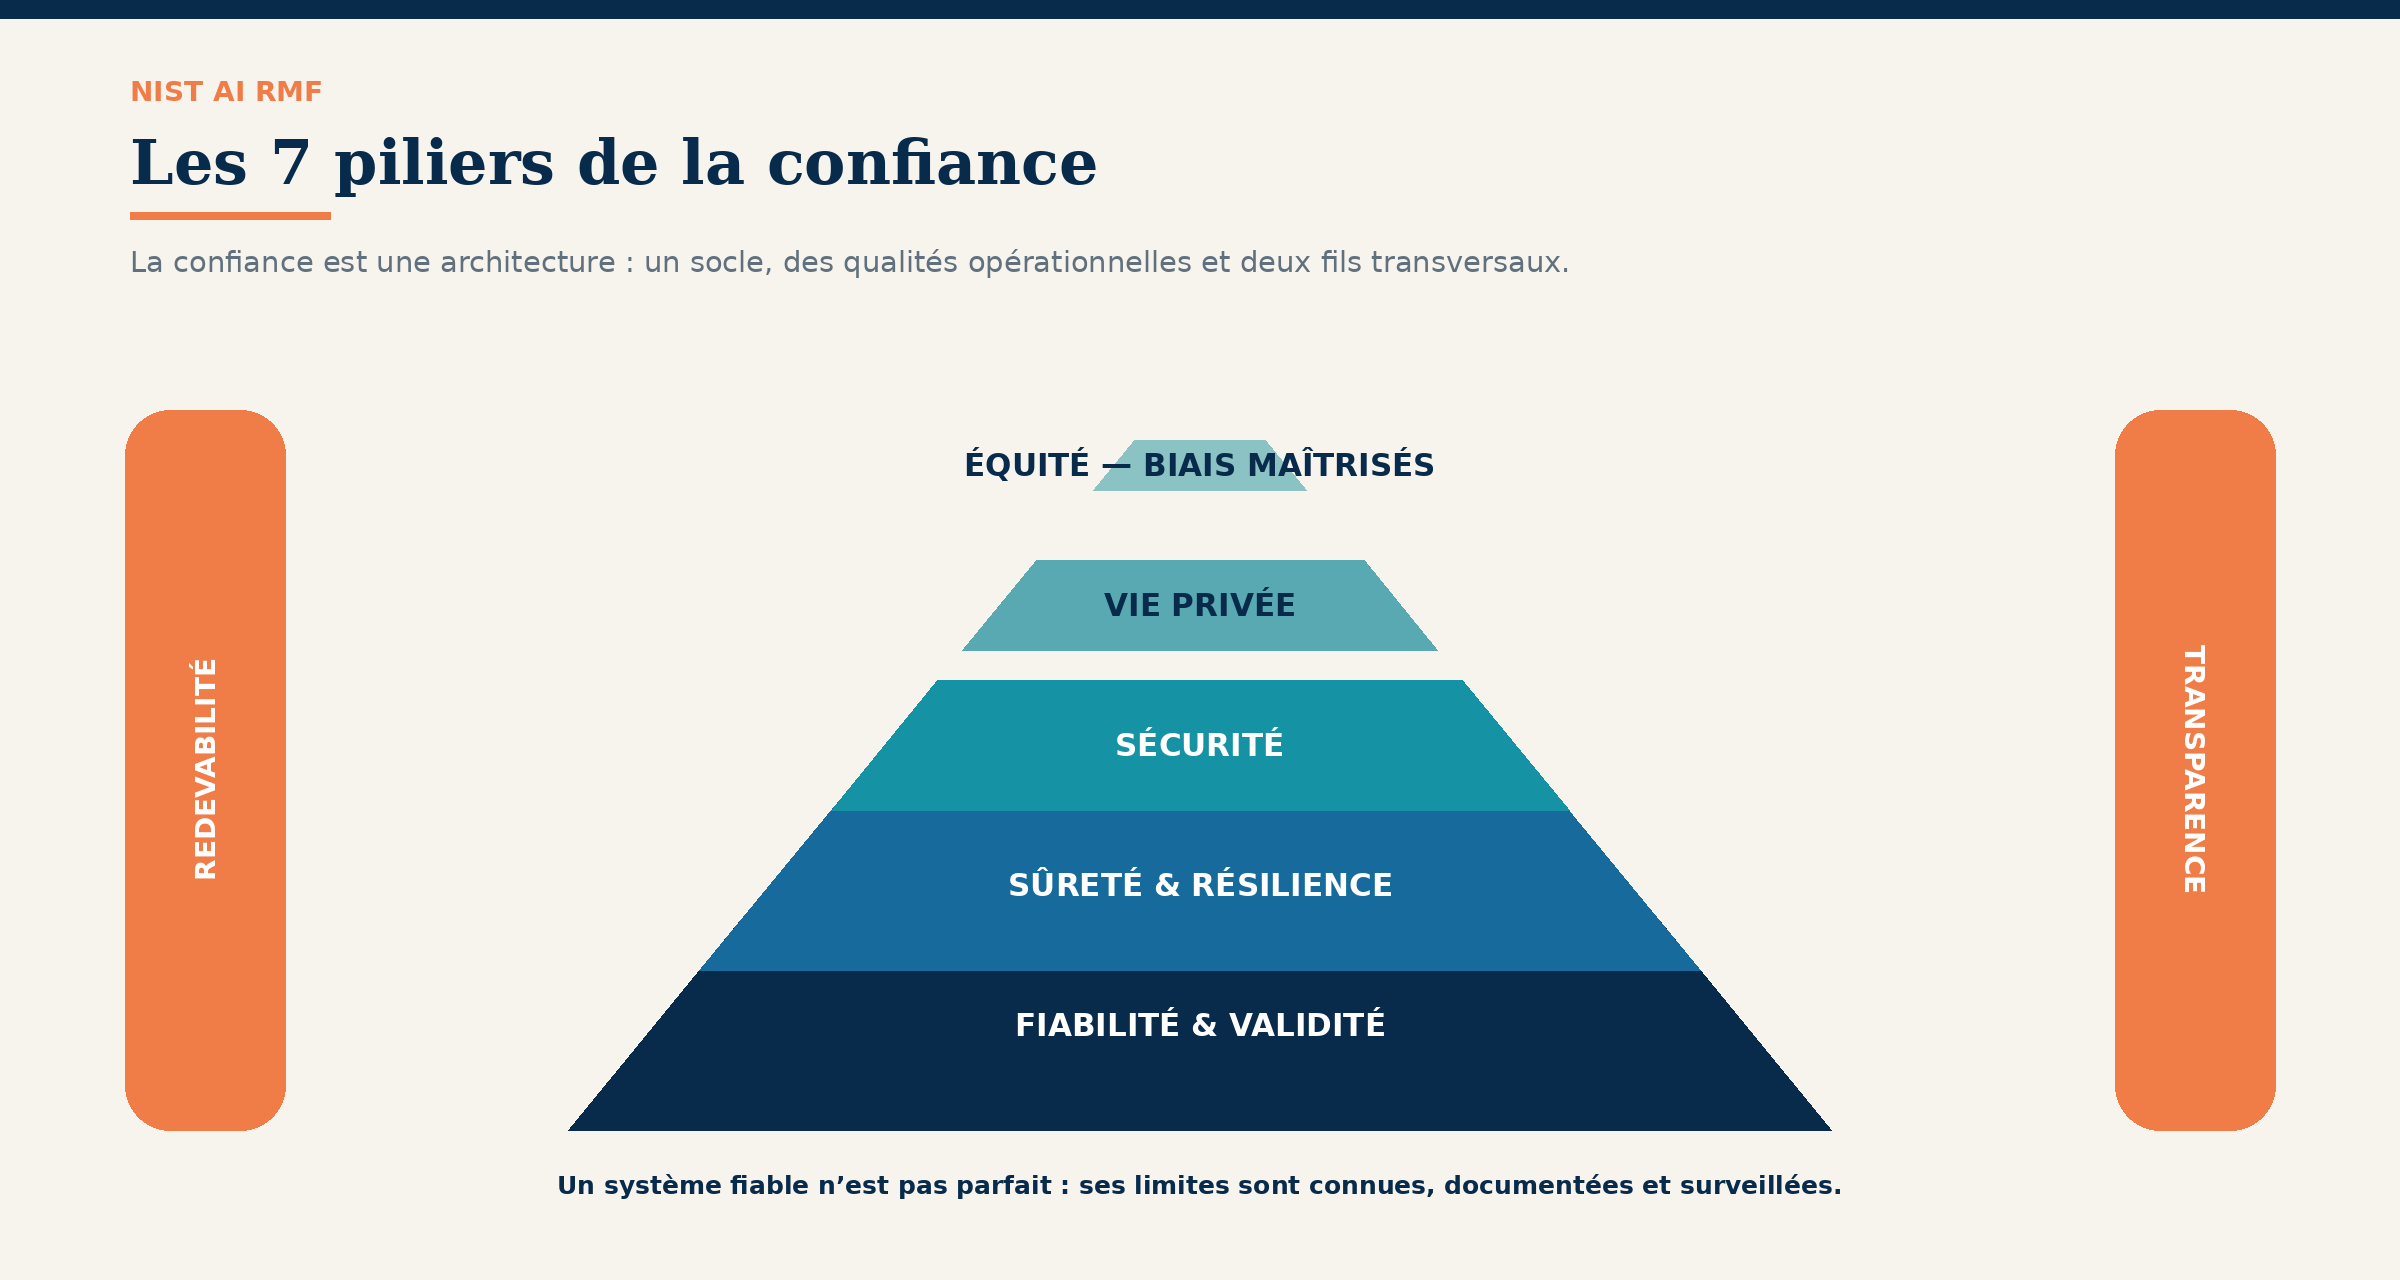 NIST AI RMF
Les 7 piliers de la confiance
La confiance est une architecture : un socle, des qualités opérationnelles et deux fils transversaux.
REDEVABILITÉ
ÉQUITÉ — BIAIS MAÎTRISÉS
VIE PRIVÉE
SÉCURITÉ
SÛRETÉ & RÉSILIENCE
FIABILITÉ & VALIDITÉ
TRANSPARENCE
Un système fiable n’est pas parfait : ses limites sont connues, documentées et surveillées.